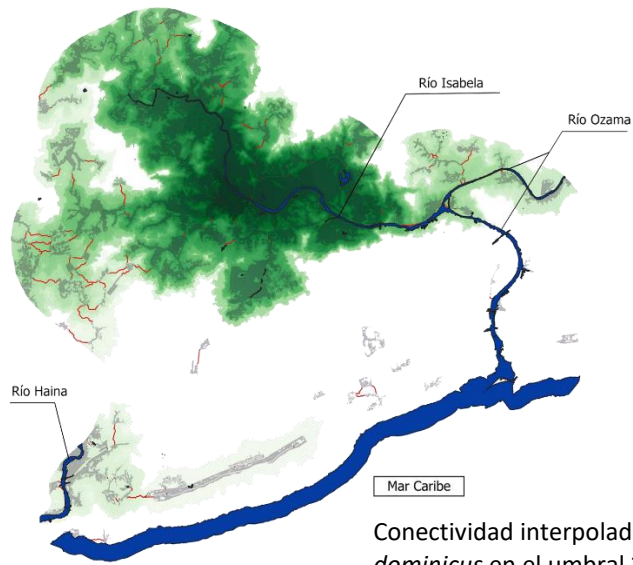 Río Isabela
Río Ozama
Río Haina
Mar Caribe
Conectividad interpolad
dominicus en el umbral